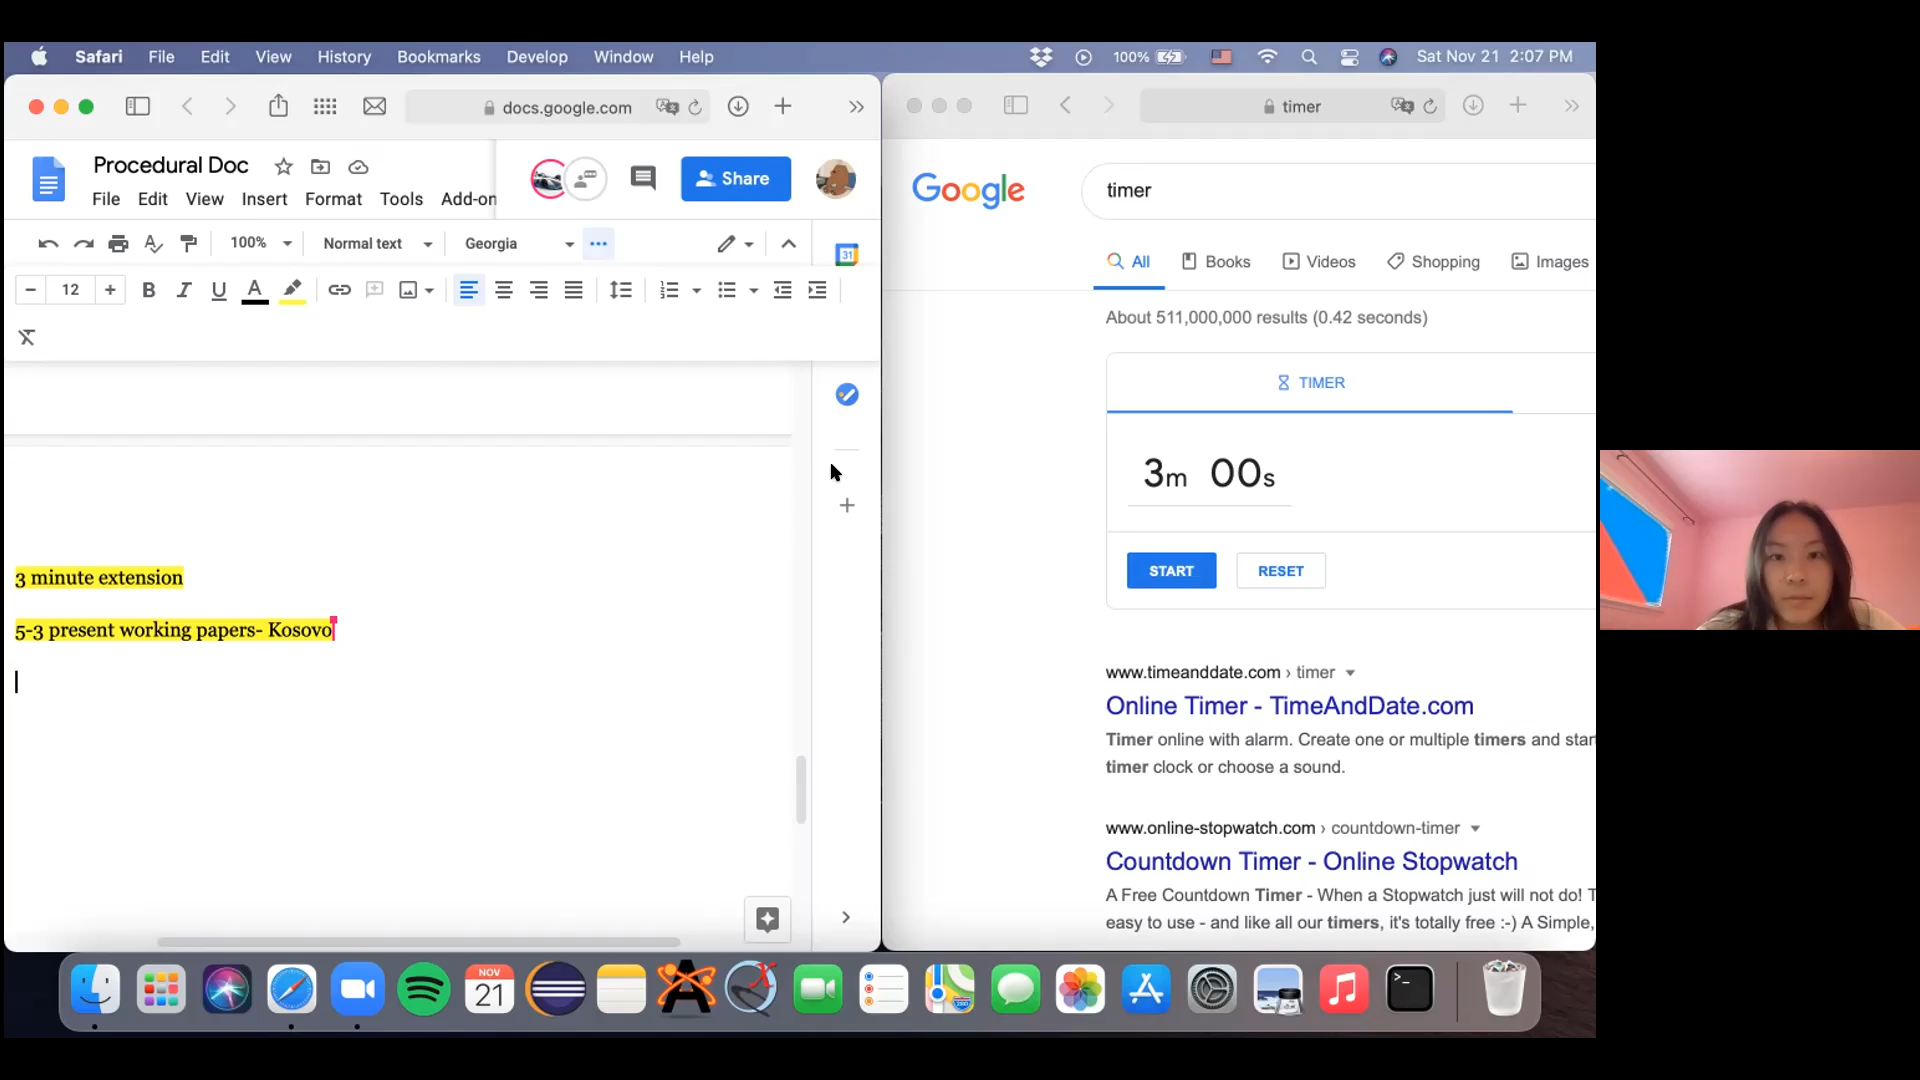 Safari File Edit View History Bookmarks Develop Window Help 100% Sat Nov 21 2:07 PM
docs.google.com
timer
Procedural Doc
Share
File Edit View Insert Format Tools Add-on
100% Normal text Georgia
31
12
3 minute extension
5-3 present working papers- Kosovo
Google
timer
All Books Videos Shopping Images
About 511,000,000 results (0.42 seconds)
TIMER
3m 00s
START RESET
www.timeanddate.com › timer
Online Timer - TimeAndDate.com
Timer online with alarm. Create one or multiple timers and start
timer clock or choose a sound.
www.online-stopwatch.com › countdown-timer
Countdown Timer - Online Stopwatch
A Free Countdown Timer - When a Stopwatch just will not do! T
easy to use - and like all our timers, it's totally free :-) A Simple,
NOV
21